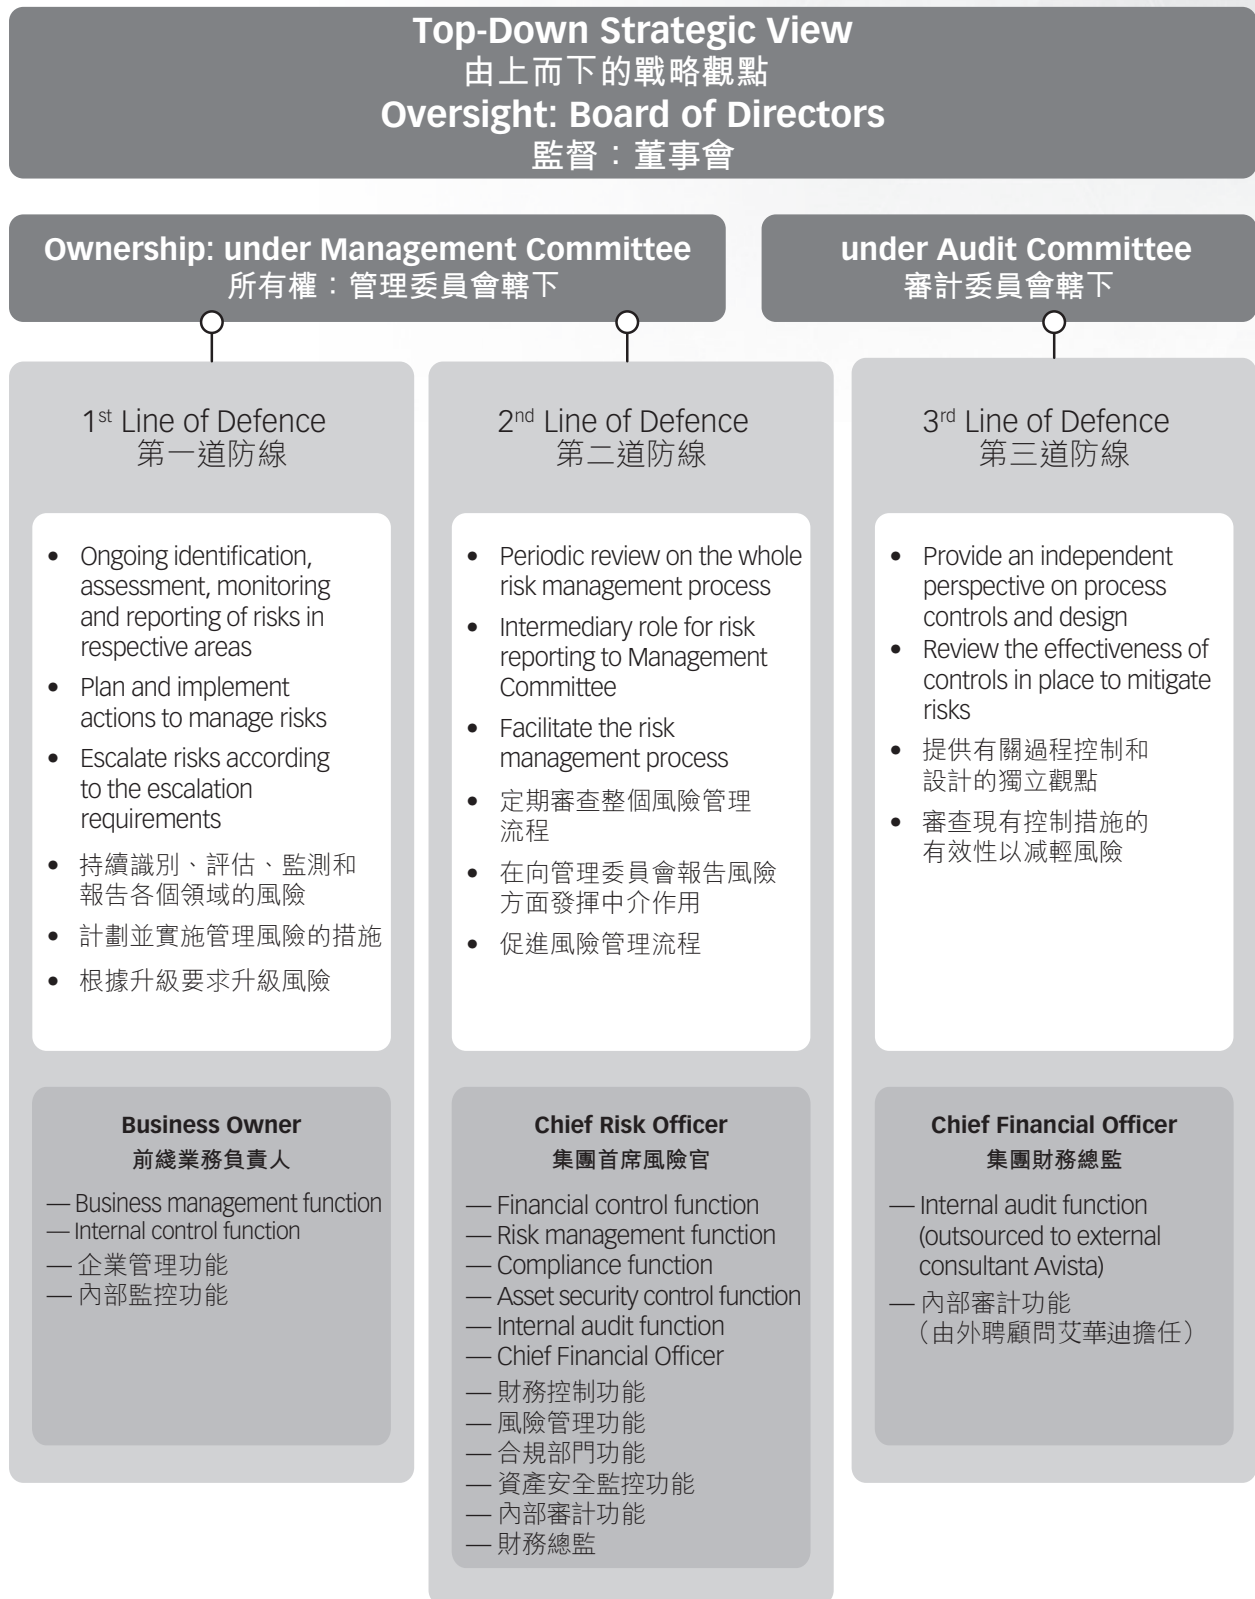 Top-Down Strategic View
由上而下的戰略觀點
Oversight: Board of Directors
監督：董事會
Ownership: under Management Committee
所有權：管理委員會轄下
under Audit Committee
審計委員會轄下
1st Line of Defence
第一道防線
• Ongoing identification,
assessment, monitoring
and reporting of risks in
respective areas
• Plan and implement
actions to manage risks
• Escalate risks according
to the escalation
requirements
• 持續識別、評估、監測和
報告各個領域的風險
• 計劃並實施管理風險的措施
• 根據升級要求升級風險
Business Owner
前綫業務負責人
— Business management function
— Internal control function
— 企業管理功能
— 內部監控功能
2nd Line of Defence
第二道防線
• Periodic review on the whole
risk management process
• Intermediary role for risk
reporting to Management
Committee
• Facilitate the risk
management process
• 定期審查整個風險管理
流程
• 在向管理委員會報告風險
方面發揮中介作用
• 促進風險管理流程
Chief Risk Officer
集團首席風險官
— Financial control function
— Risk management function
— Compliance function
— Asset security control function
— Internal audit function
— Chief Financial Officer
— 財務控制功能
— 風險管理功能
— 合規部門功能
— 資產安全監控功能
— 內部審計功能
— 財務總監
3rd Line of Defence
第三道防線
• Provide an independent
perspective on process
controls and design
• Review the effectiveness of
controls in place to mitigate
risks
• 提供有關過程控制和
設計的獨立觀點
• 審查現有控制措施的
有效性以減輕風險
Chief Financial Officer
集團財務總監
— Internal audit function
(outsourced to external
consultant Avista)
— 內部審計功能
（由外聘顧問艾華迪擔任）